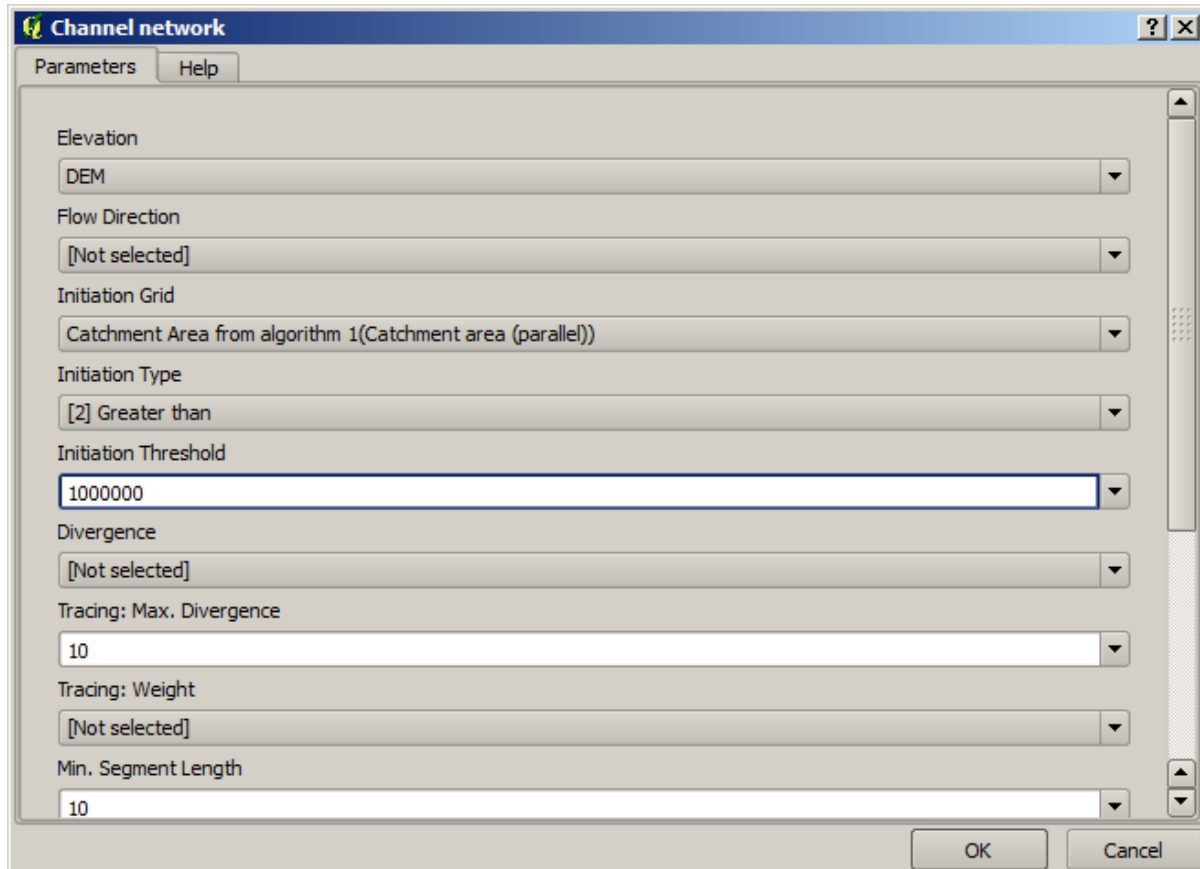 Channel network
Parameters Help
Elevation
DEM
Flow Direction
[Not selected]
Initiation Grid
Catchment Area from algorithm 1(Catchment area (parallel))
Initiation Type
[2] Greater than
Initiation Threshold
1000000
Divergence
[Not selected]
Tracing: Max. Divergence
10
Tracing: Weight
[Not selected]
Min. Segment Length
10
OK Cancel